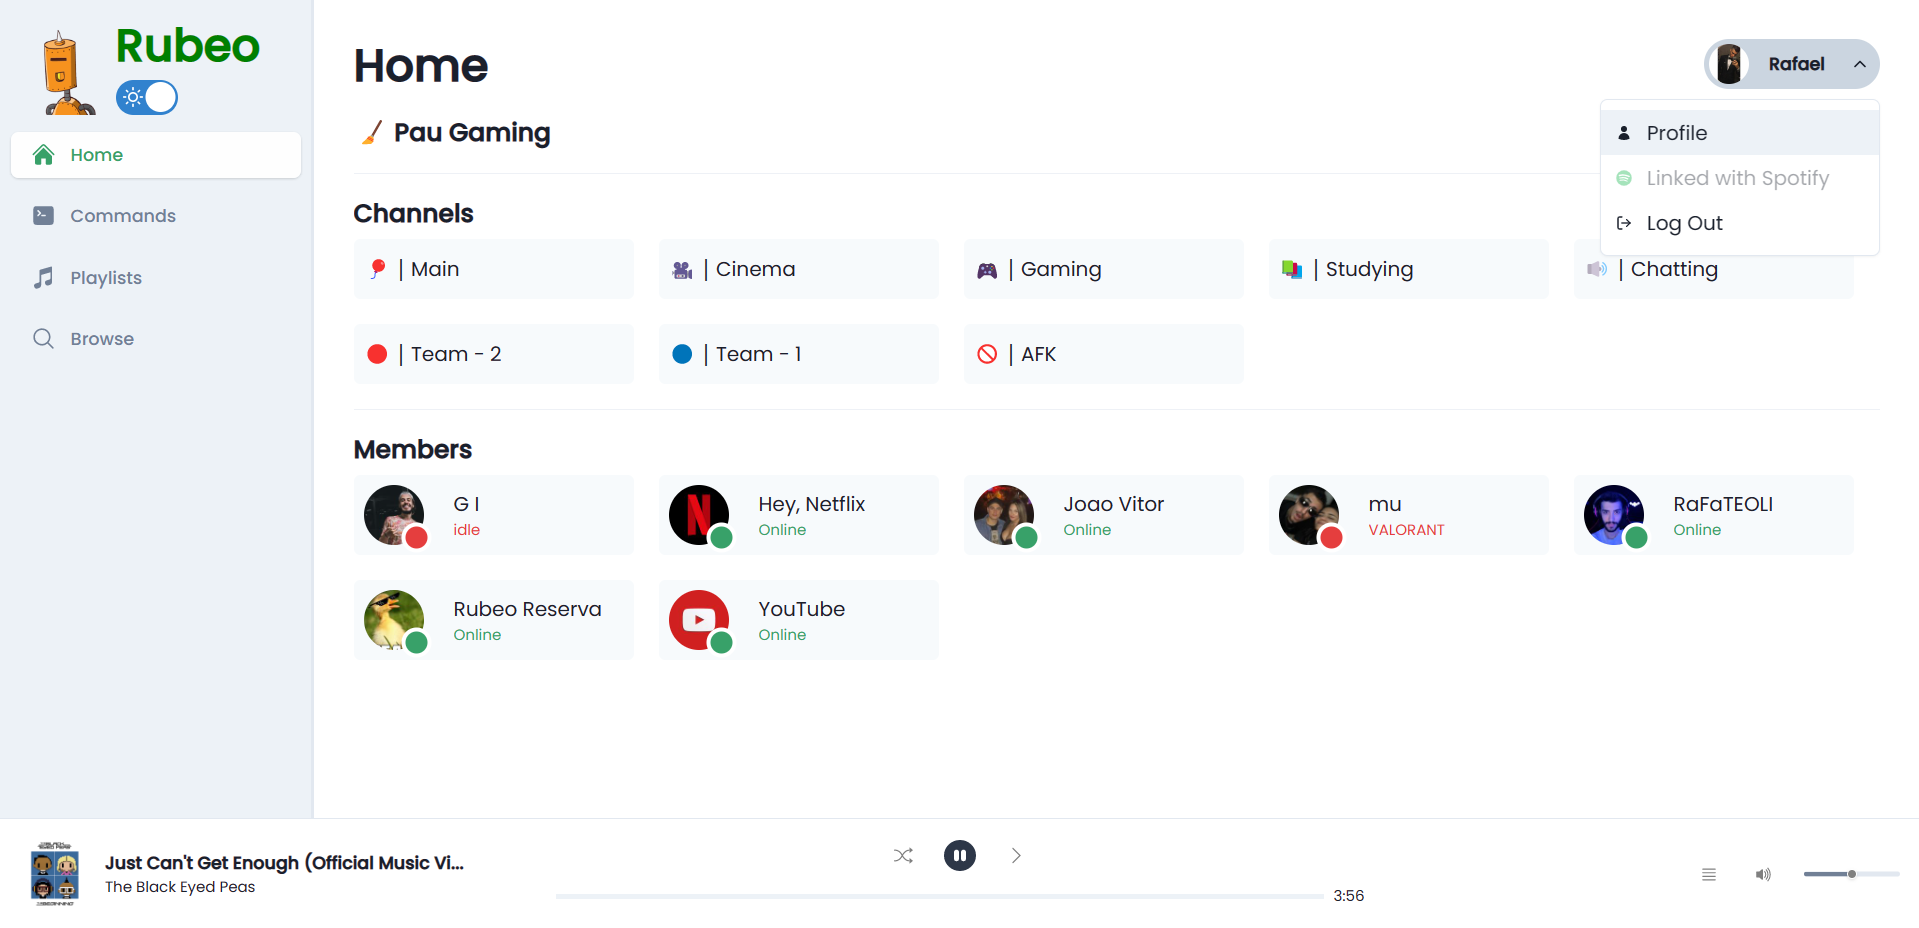 Rubeo
Home
Commands
Playlists
Browse
Home
Rafael
Profile
Linked with Spotify
Log Out
Pau Gaming
Channels
| Main
| Cinema
| Gaming
| Studying
| Chatting
| Team - 2
| Team - 1
| AFK
Members
G I
idle
Hey, Netflix
Online
Joao Vitor
Online
mu
VALORANT
RaFaTEOLI
Online
Rubeo Reserva
Online
YouTube
Online
Just Can't Get Enough (Official Music Vi...
The Black Eyed Peas
3:56